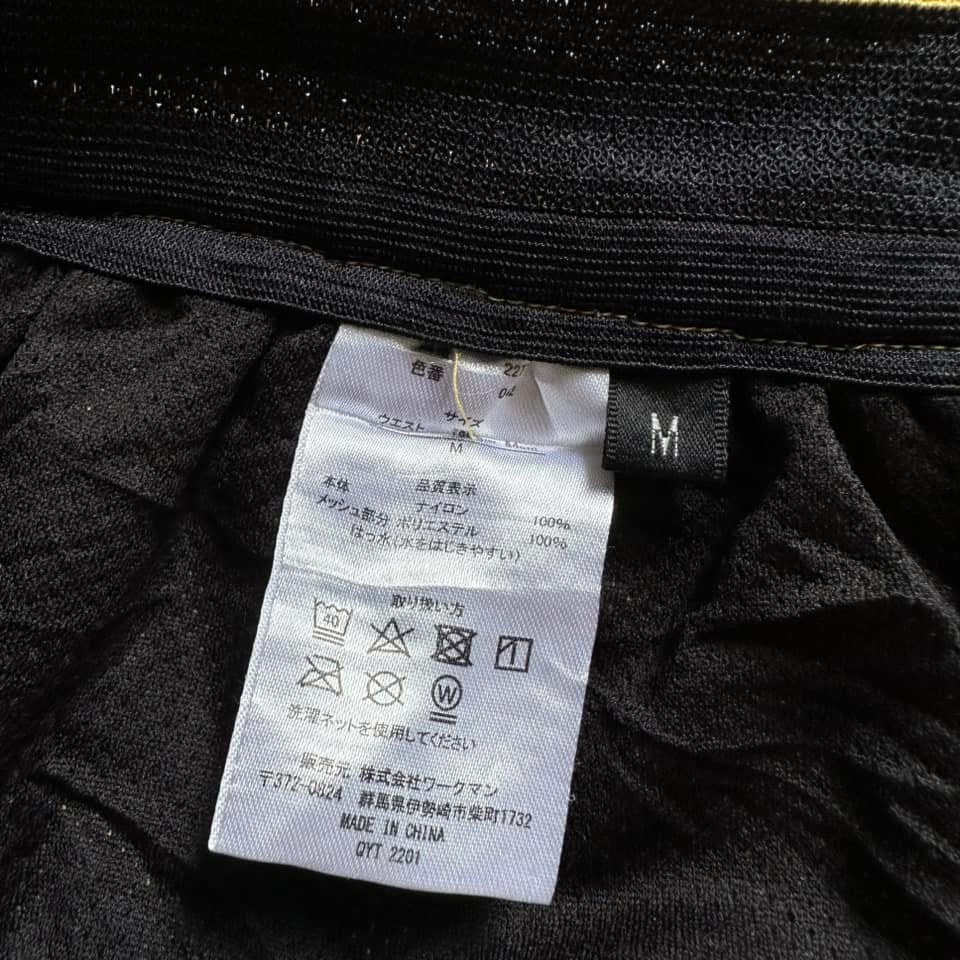 色番
サイズ
ウエスト
M
M
品質表示
本体 ナイロン 100%
メッシュ部分 ポリエステル 100%
はっ水(水をはじきやすい)
取り扱い方
40
W
洗濯ネットを使用してください
販売元 株式会社ワークマン
〒372-0824 群馬県伊勢崎市柴町1732
MADE IN CHINA
QYT 2201